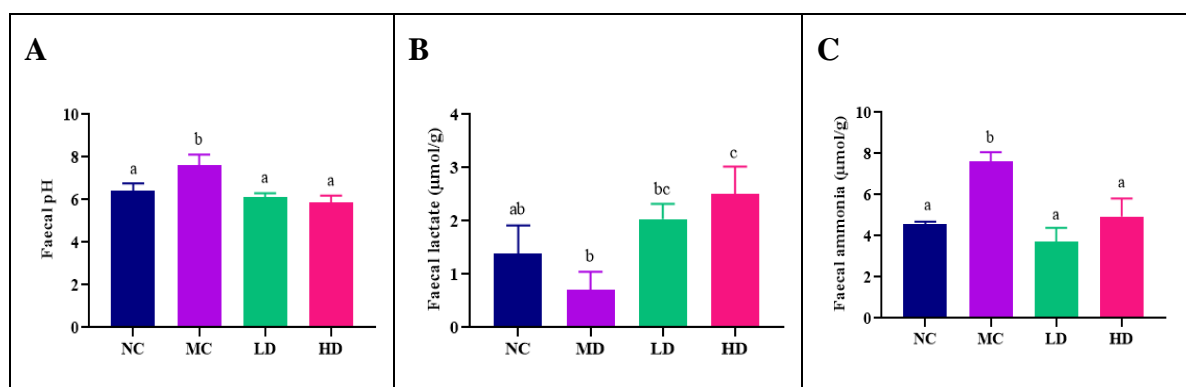 A
Faecal pH
10
8
6
4
2
0
a
b
a
a
NC MC LD HD
B
Faecal lactate (μmol/g)
4
3
2
1
0
ab
b
bc
c
NC MD LD HD
C
Faecal ammonia (μmol/g)
10
8
6
4
2
0
a
b
a
a
NC MC LD HD